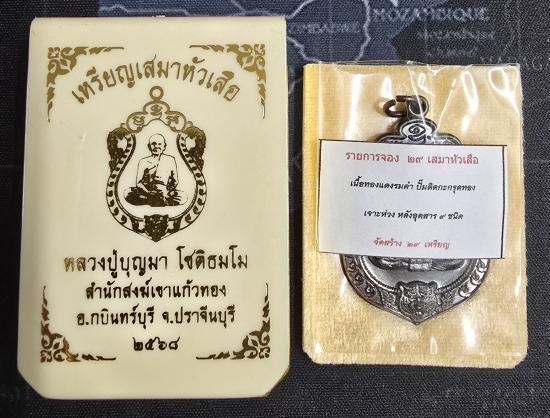 เหรียญเสมาหัวเสือ
หลวงปู่บุญมา โชติธมฺโม
สำนักสงฆ์เขาแก้วทอง
อ.กบินทร์บุรี จ.ปราจีนบุรี
๒๕๖๘
รายการจอง ๒๙ เสมาหัวเสือ
เนื้อทองแดงรมดำ ปั๊มติดตะกรุดทอง
เจาะห่วง หลังอุดสาร ๙ ชนิด
จัดสร้าง ๒๙ เหรียญ
MOZAMBIQUE